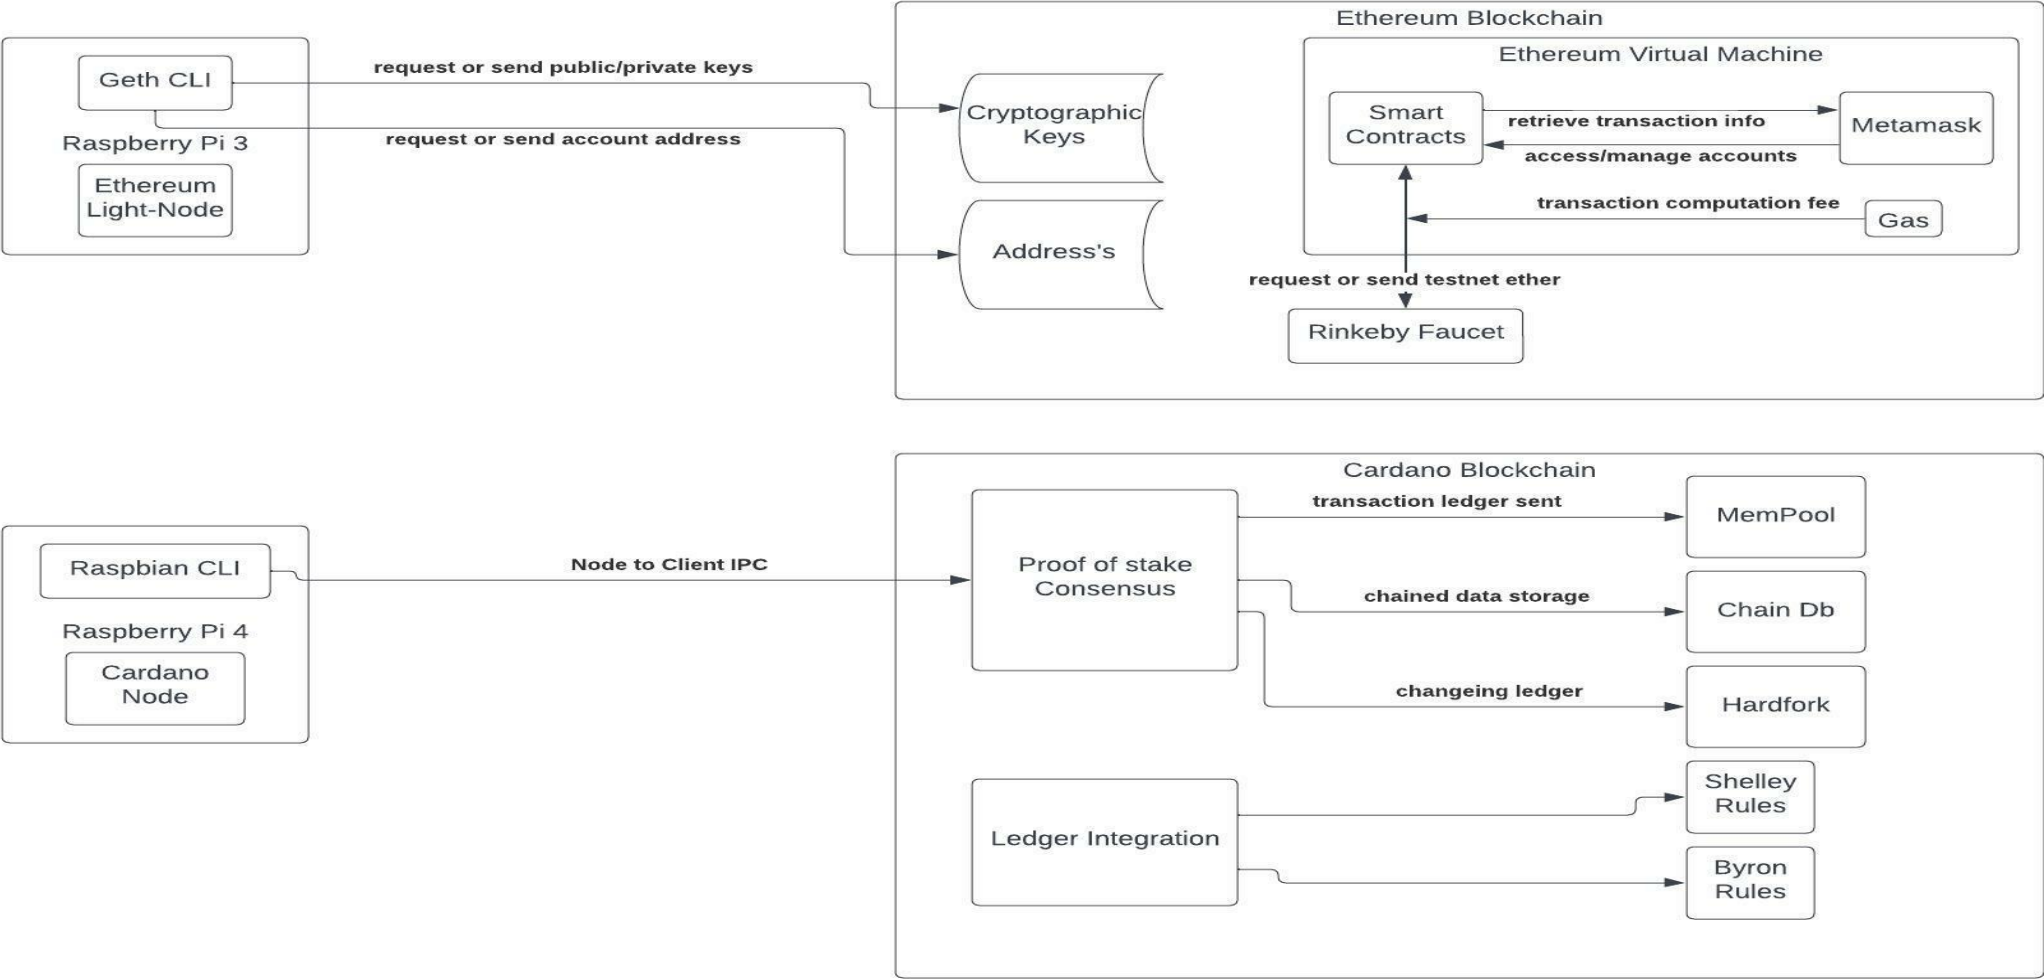 Ethereum Blockchain
Ethereum Virtual Machine
Geth CLI
request or send public/private keys
Raspberry Pi 3
request or send account address
Ethereum
Light-Node
Cryptographic
Keys
Address's
Smart
Contracts
retrieve transaction info
access/manage accounts
Metamask
transaction computation fee
Gas
request or send testnet ether
Rinkeby Faucet
Cardano Blockchain
Raspbian CLI
Node to Client IPC
Raspberry Pi 4
Cardano
Node
Proof of stake
Consensus
transaction ledger sent
MemPool
chained data storage
Chain Db
changeing ledger
Hardfork
Ledger Integration
Shelley
Rules
Byron
Rules